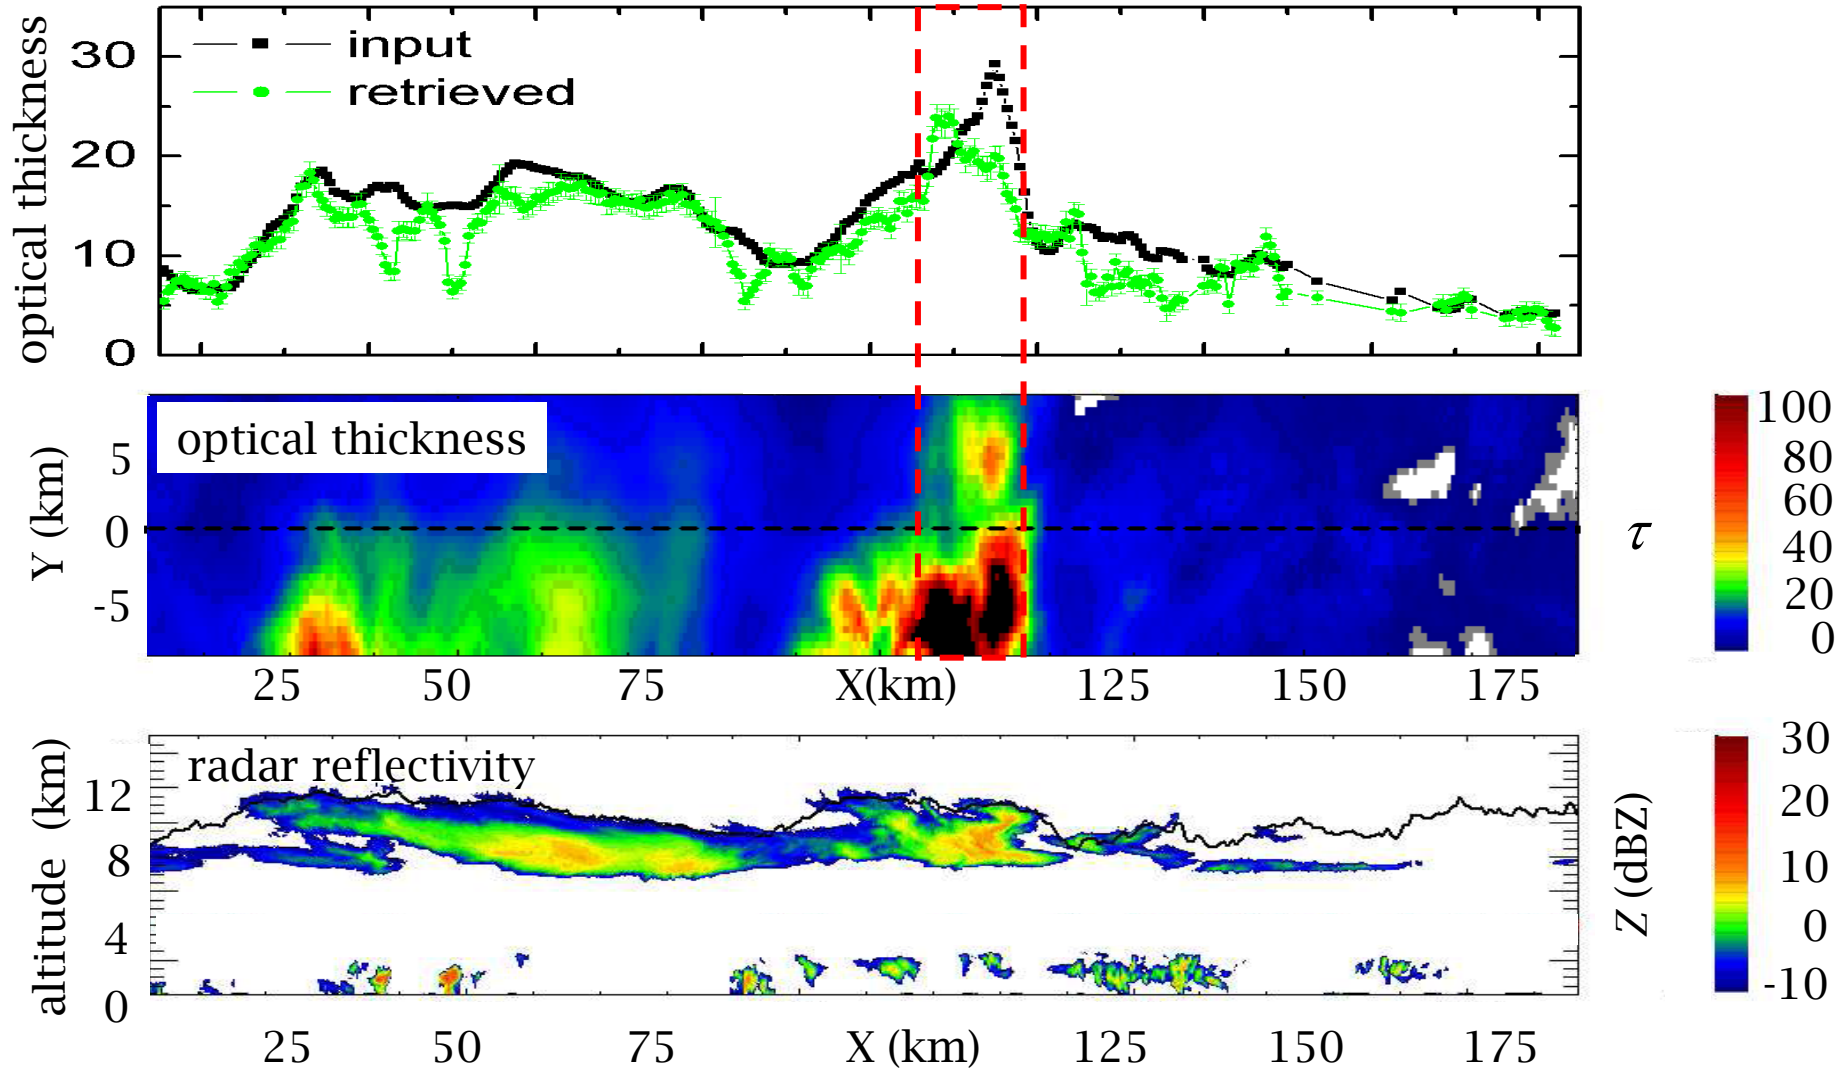 optical thickness
30
20
10
0
input
retrieved
optical thickness
Y (km)
5
0
-5
25 50 75 X(km) 125 150 175
τ
100
80
60
40
20
0
radar reflectivity
altitude (km)
12
8
4
0
25 50 75 X (km) 125 150 175
Z (dBZ)
30
20
10
0
-10